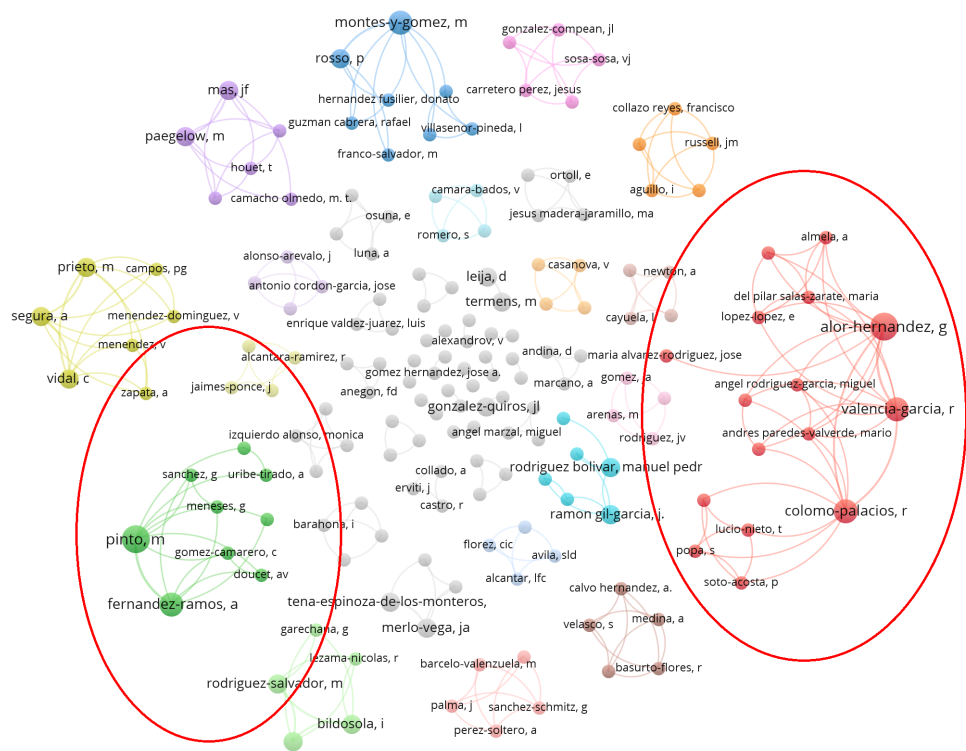 montes-y-gomez, m
gonzalez-compean, jl
rosso, p
sosa-sosa, vj
mas, jf
carretero perez, jesus
hernandez fusilier, donato
collazo reyes, francisco
guzman cabrera, rafael
villasenor-pineda, l
paegelow, m
russell, jm
franco-salvador, m
houet, t
ortoll, e
camara-bados, v
aguillo, i
camacho olmedo, m. t.
osuna, e
jesus madera-jaramillo, ma
romero, s
almela, a
luna, a
alonso-arevalo, j
prieto, m
campos, pg
casanova, v
newton, a
leija, d
antonio cordon-garcia, jose
termens, m
del pilar salas-zarate, maria
segura, a
menendez-dominguez, v
lopez-lopez, e
cayuela, l
enrique valdez-juarez, luis
alor-hernandez, g
alexandrov, v
menendez, v
alcantara-ramirez, r
andina, d
maria alvarez-rodriguez, jose
gomez hernandez, jose a.
vidal, c
gomez, ja
marcano, a
angel rodriguez-garcia, miguel
jaimes-ponce, j
anegon, fd
zapata, a
gonzalez-quiros, jl
valencia-garcia, r
arenas, m
angel marzal, miguel
andres paredes-valverde, mario
izquierdo alonso, monica
rodriguez, jv
rodriguez bolivar, manuel pedr
collado, a
sanchez, g
uribe-tirado, a
erviti, j
castro, r
meneses, g
colomo-palacios, r
ramon gil-garcia, j.
barahona, i
lucio-nieto, t
pinto, m
florez, cic
gomez-camarero, c
avila, sld
popa, s
doucet, av
alcantar, lfc
soto-acosta, p
calvo hernandez, a.
fernandez-ramos, a
tena-espinoza-de-los-monteros,
medina, a
velasco, s
garechana, g
merlo-vega, ja
lezama-nicolas, r
barcelo-valenzuela, m
basurto-flores, r
rodriguez-salvador, m
palma, j
sanchez-schmitz, g
bildosola, i
perez-soltero, a